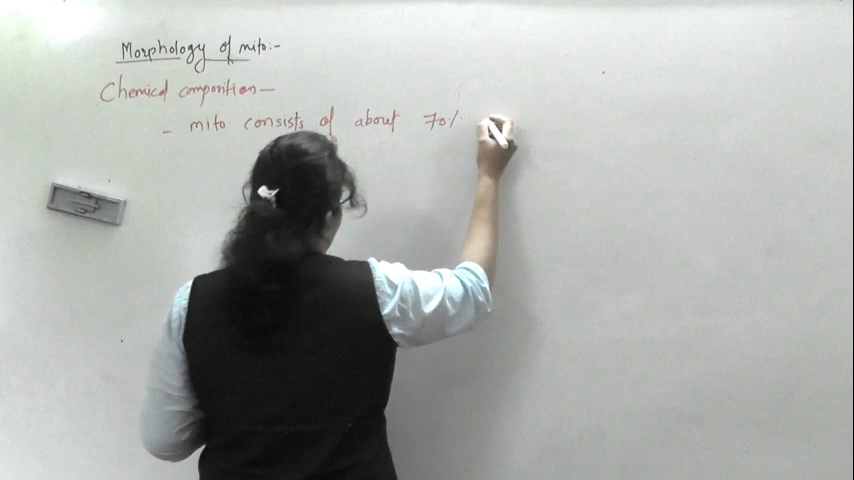 Morphology of mito:-
Chemical composition —
- mito consists of about 70%